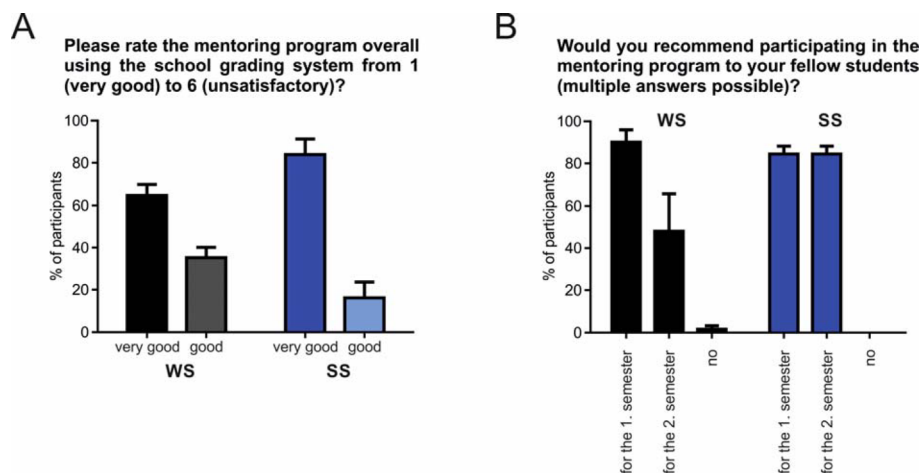 A
Please rate the mentoring program overall
using the school grading system from 1
(very good) to 6 (unsatisfactory)?
% of participants
100
80
60
40
20
0
very good
good
very good
good
WS
SS
B
Would you recommend participating in the
mentoring program to your fellow students
(multiple answers possible)?
WS
SS
% of participants
100
80
60
40
20
0
for the 1. semester
for the 2. semester
no
for the 1. semester
for the 2. semester
no